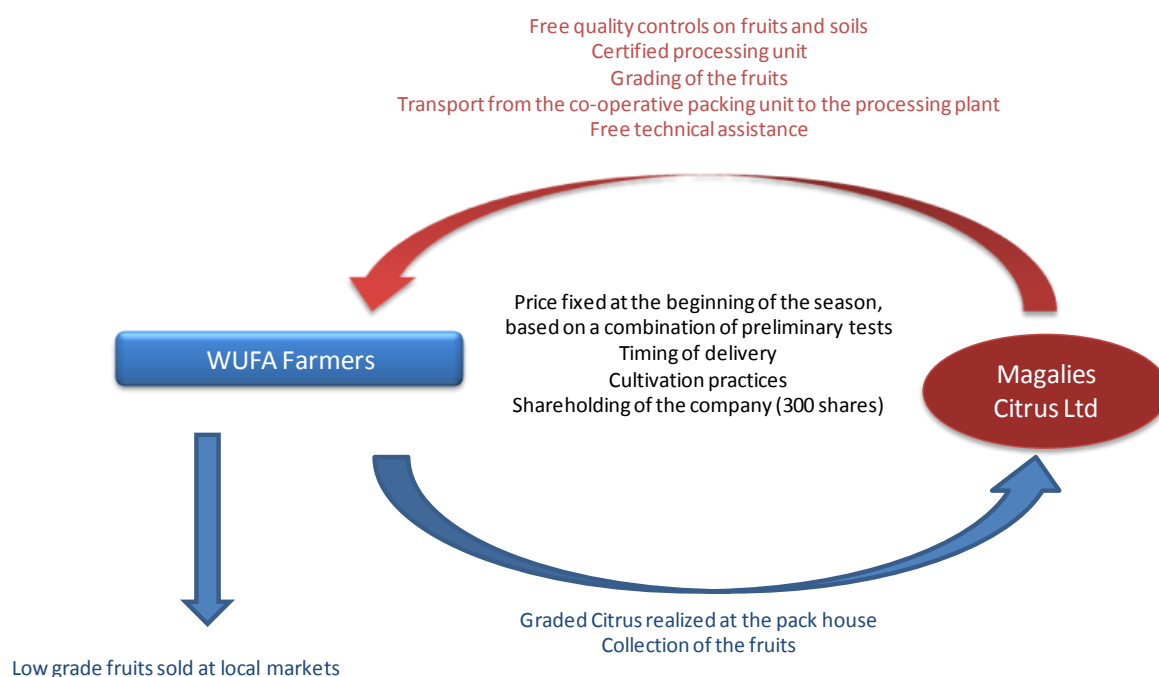 Free quality controls on fruits and soils
Certified processing unit
Grading of the fruits
Transport from the co-operative packing unit to the processing plant
Free technical assistance
Price fixed at the beginning of the season,
based on a combination of preliminary tests
Timing of delivery
Cultivation practices
Shareholding of the company (300 shares)
WUFA Farmers
Magalies
Citrus Ltd
Graded Citrus realized at the pack house
Collection of the fruits
Low grade fruits sold at local markets